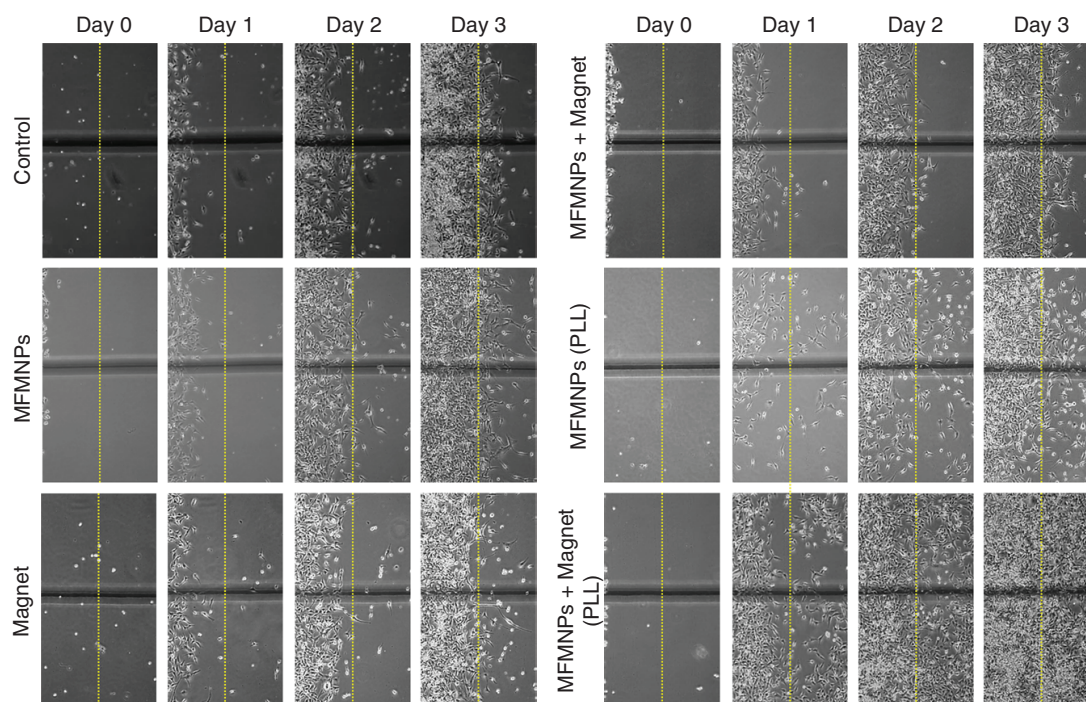 Day 0 Day 1 Day 2 Day 3
Control
MFMNPs
Magnet
Day 0 Day 1 Day 2 Day 3
MFMNPs + Magnet
MFMNPs (PLL)
MFMNPs + Magnet
(PLL)